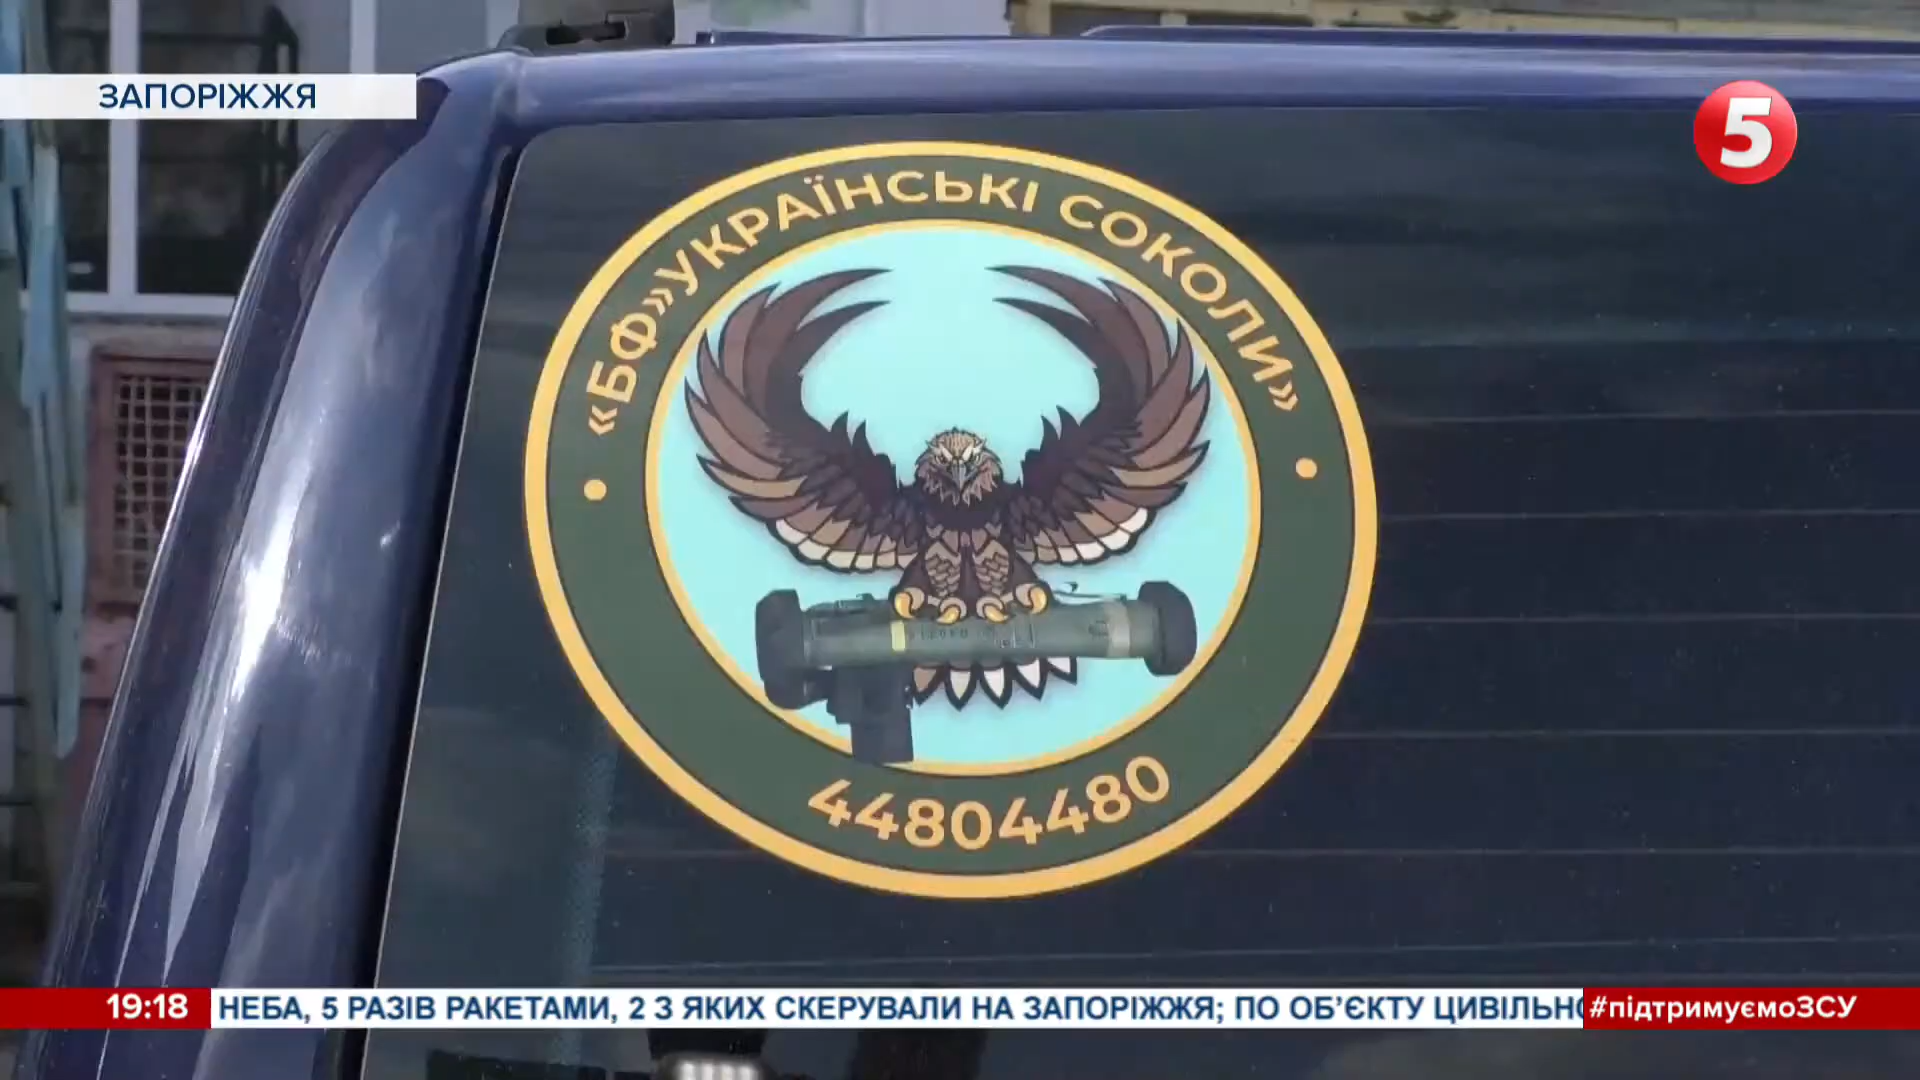 ЗАПОРІЖЖЯ
5
«БФ»УКРАЇНСЬКІ СОКОЛИ»
44804480
19:18
НЕБА, 5 РАЗІВ РАКЕТАМИ, 2 З ЯКИХ СКЕРУВАЛИ НА ЗАПОРІЖЖЯ; ПО ОБ’ЄКТУ ЦИВІЛЬНО
#підтримуємоЗСУ